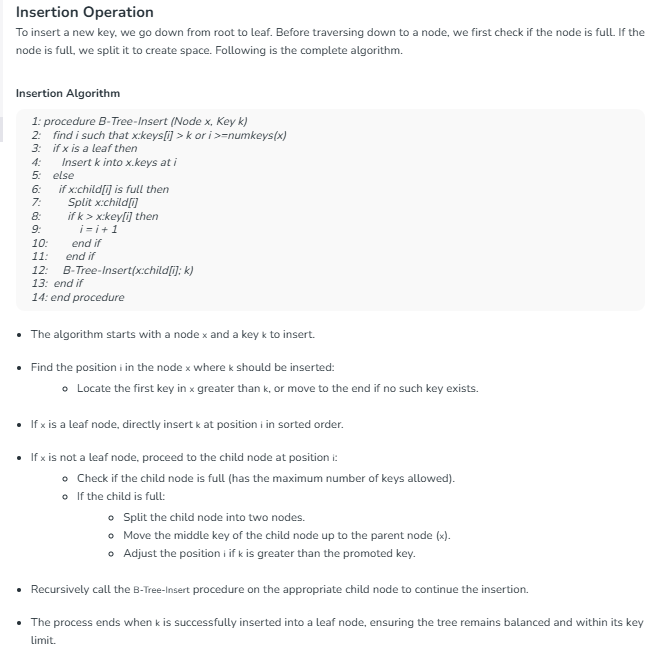 Insertion Operation
To insert a new key, we go down from root to leaf. Before traversing down to a node, we first check if the node is full. If the
node is full, we split it to create space. Following is the complete algorithm.
Insertion Algorithm
1: procedure B-Tree-Insert (Node x, Key k)
2: find i such that x:keys[i] > k or i >=numkeys(x)
3: if x is a leaf then
4: Insert k into x.keys at i
5: else
6: if x:child[i] is full then
7: Split x:child[i]
8: if k > x:key[i] then
9: i = i + 1
10: end if
11: end if
12: B-Tree-Insert(x:child[i]; k)
13: end if
14: end procedure
• The algorithm starts with a node x and a key k to insert.
• Find the position i in the node x where k should be inserted:
◦ Locate the first key in x greater than k, or move to the end if no such key exists.
• If x is a leaf node, directly insert k at position i in sorted order.
• If x is not a leaf node, proceed to the child node at position i:
◦ Check if the child node is full (has the maximum number of keys allowed).
◦ If the child is full:
◦ Split the child node into two nodes.
◦ Move the middle key of the child node up to the parent node (x).
◦ Adjust the position i if k is greater than the promoted key.
• Recursively call the B-Tree-Insert procedure on the appropriate child node to continue the insertion.
• The process ends when k is successfully inserted into a leaf node, ensuring the tree remains balanced and within its key
limit.